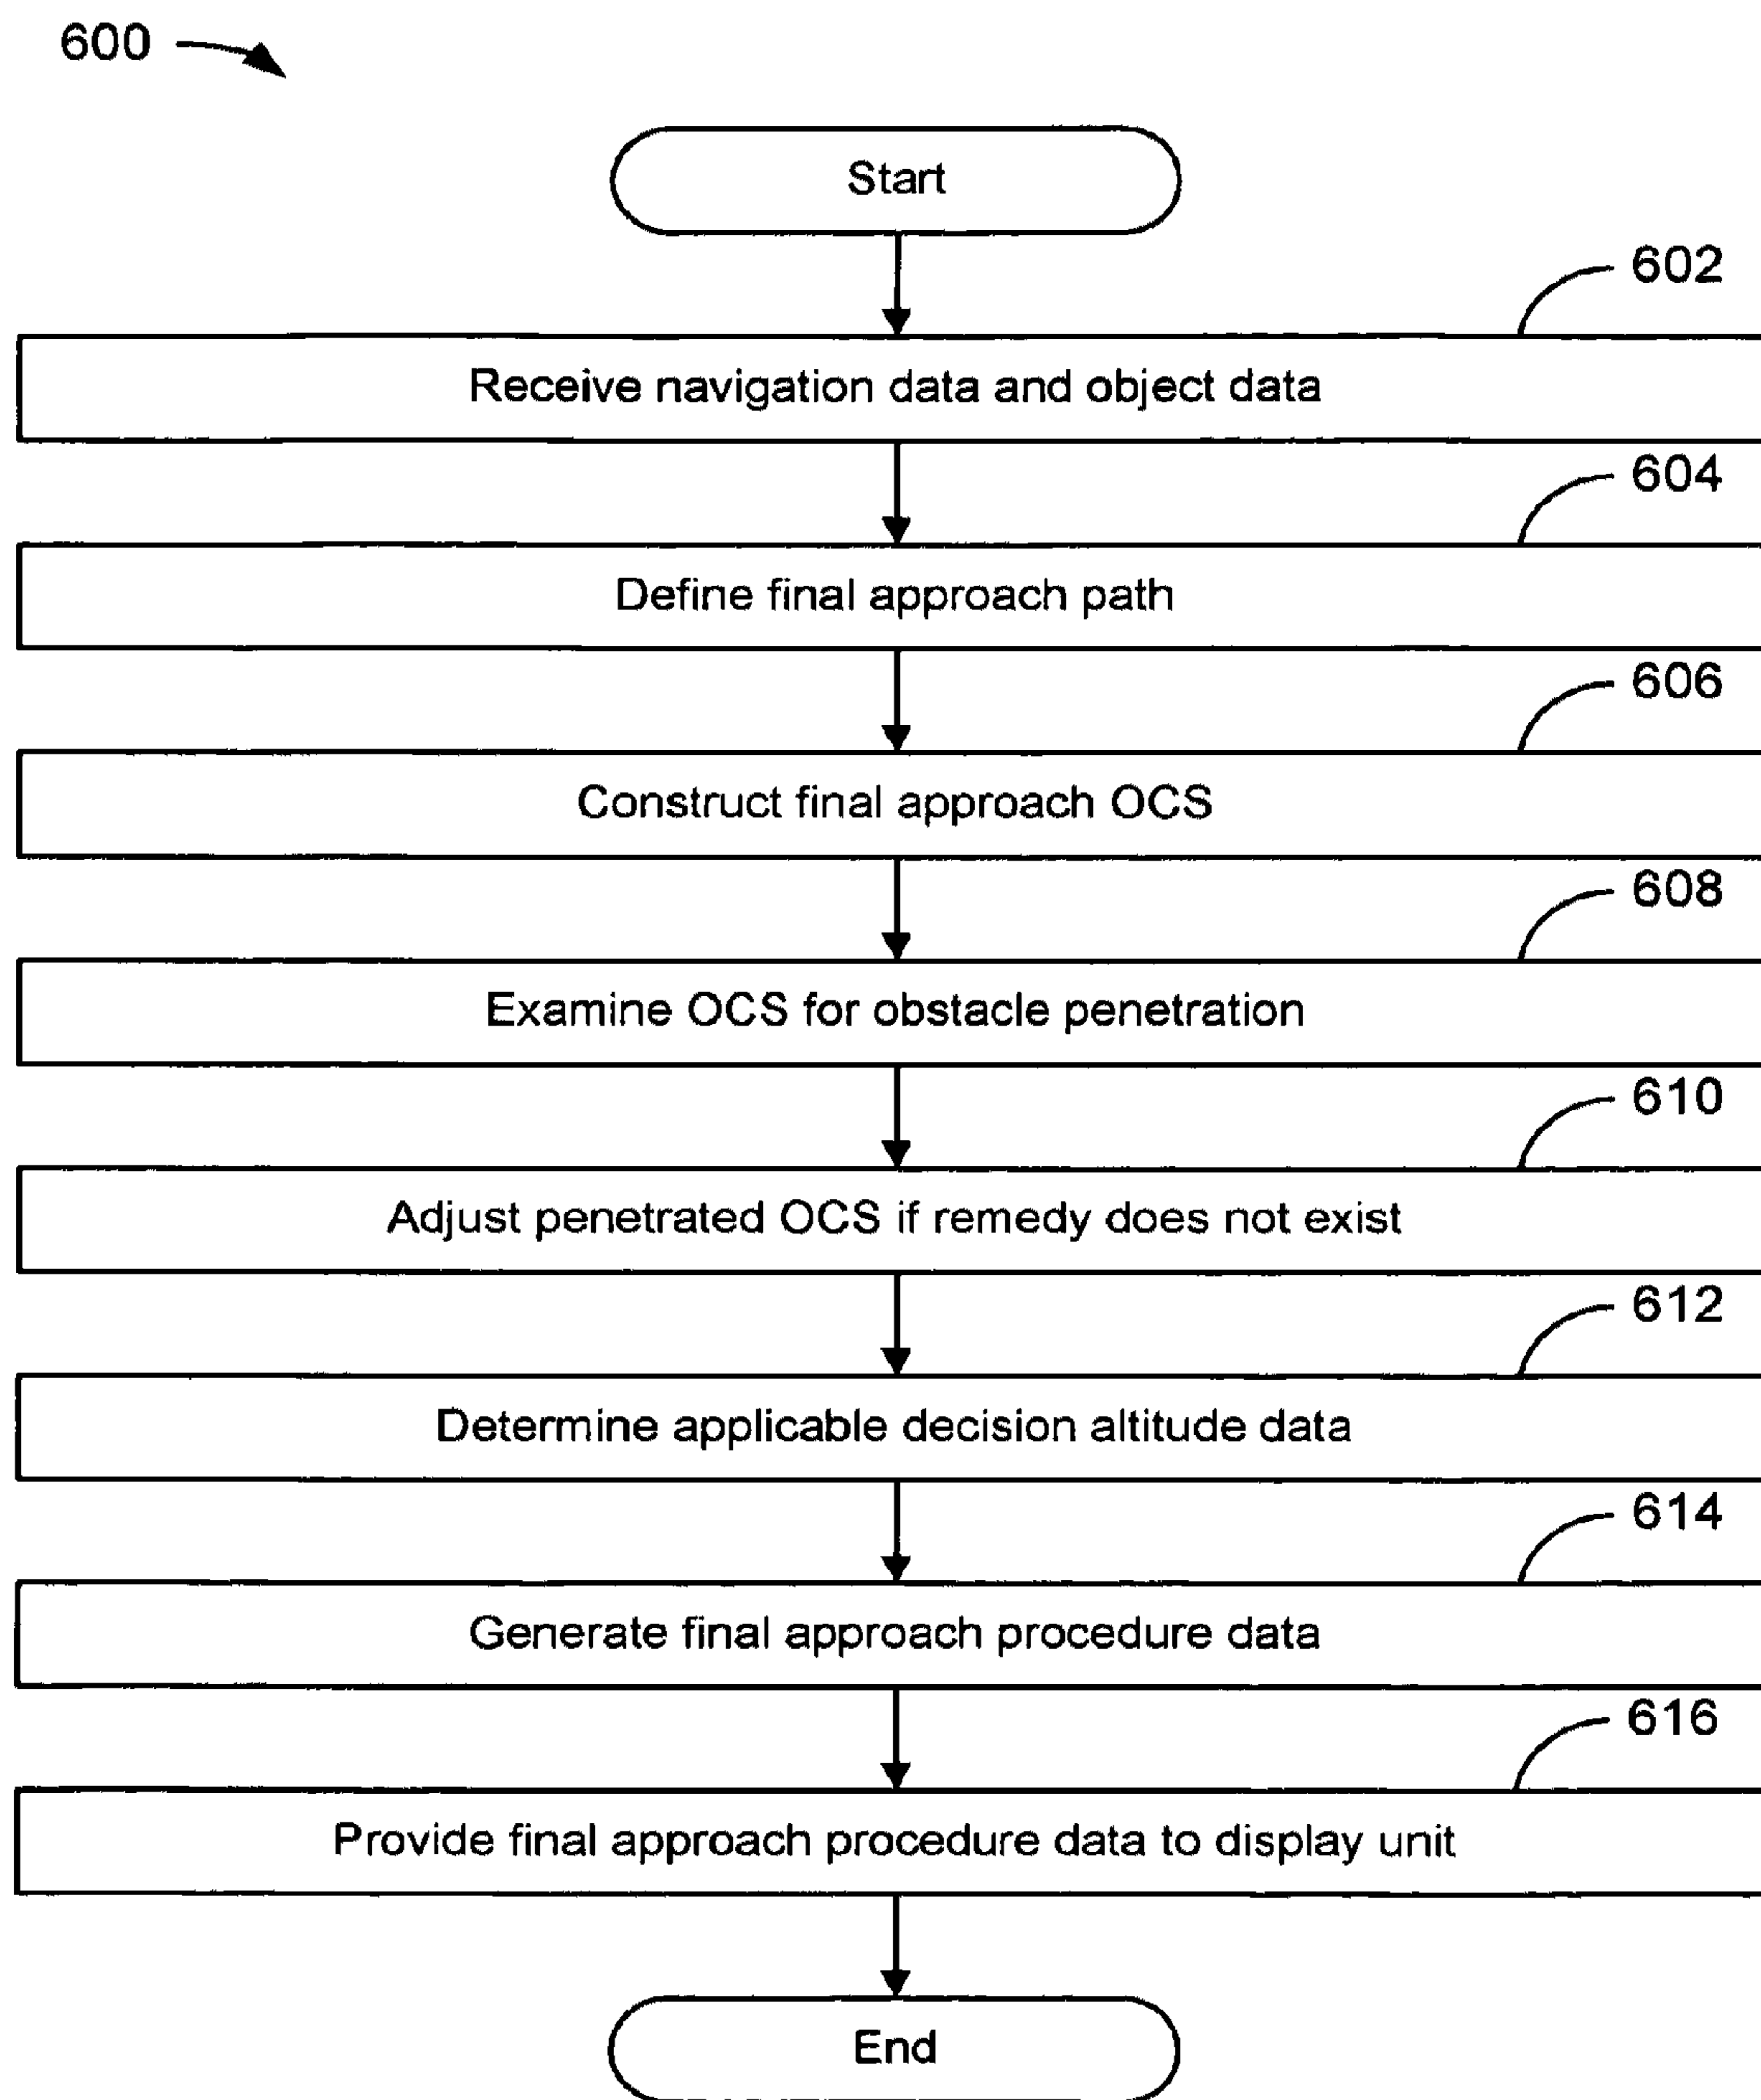 600
Start
602
Receive navigation data and object data
604
Define final approach path
606
Construct final approach OCS
608
Examine OCS for obstacle penetration
610
Adjust penetrated OCS if remedy does not exist
612
Determine applicable decision altitude data
614
Generate final approach procedure data
616
Provide final approach procedure data to display unit
End